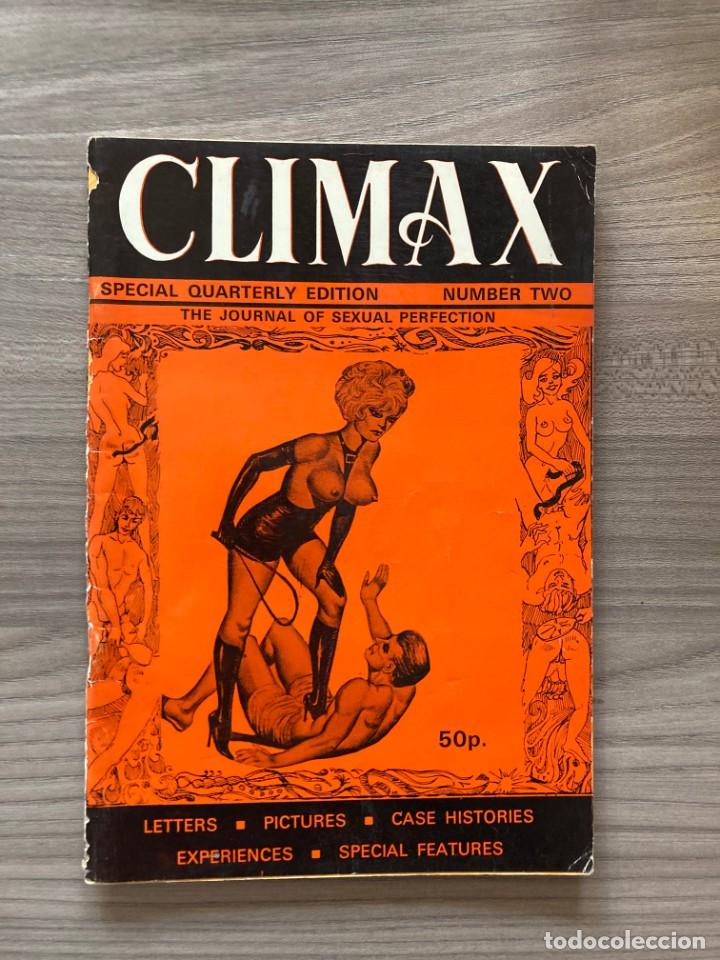 CLIMAX
SPECIAL QUARTERLY EDITION NUMBER TWO
THE JOURNAL OF SEXUAL PERFECTION
50p.
LETTERS ■ PICTURES ■ CASE HISTORIES
EXPERIENCES ■ SPECIAL FEATURES
todocoleccion